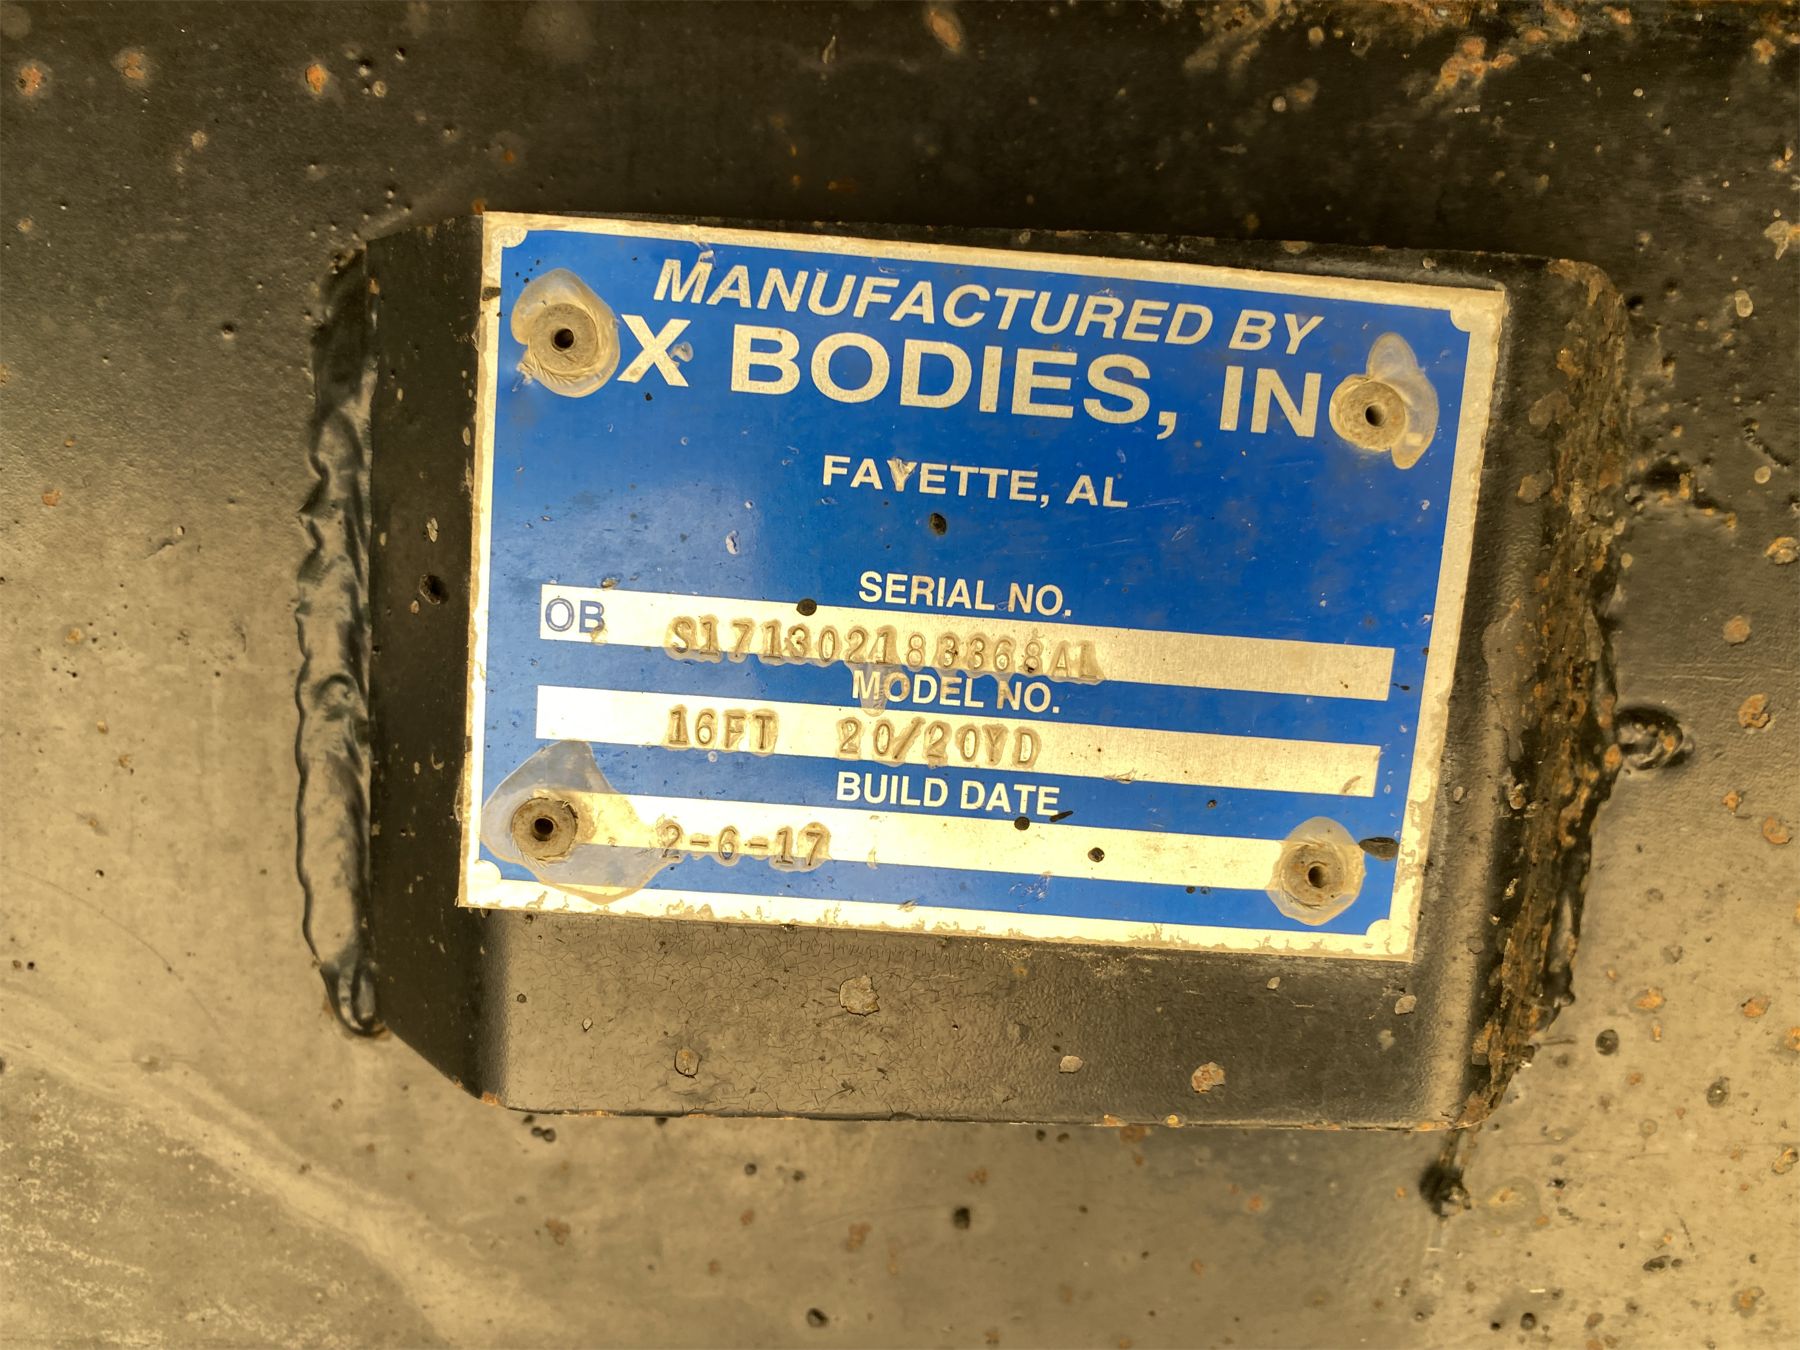 MANUFACTURED BY
X BODIES, IN
FAYETTE, AL
SERIAL NO.
OB S171302183368AL
MODEL NO.
16FT 20/20YD
BUILD DATE
2-6-17